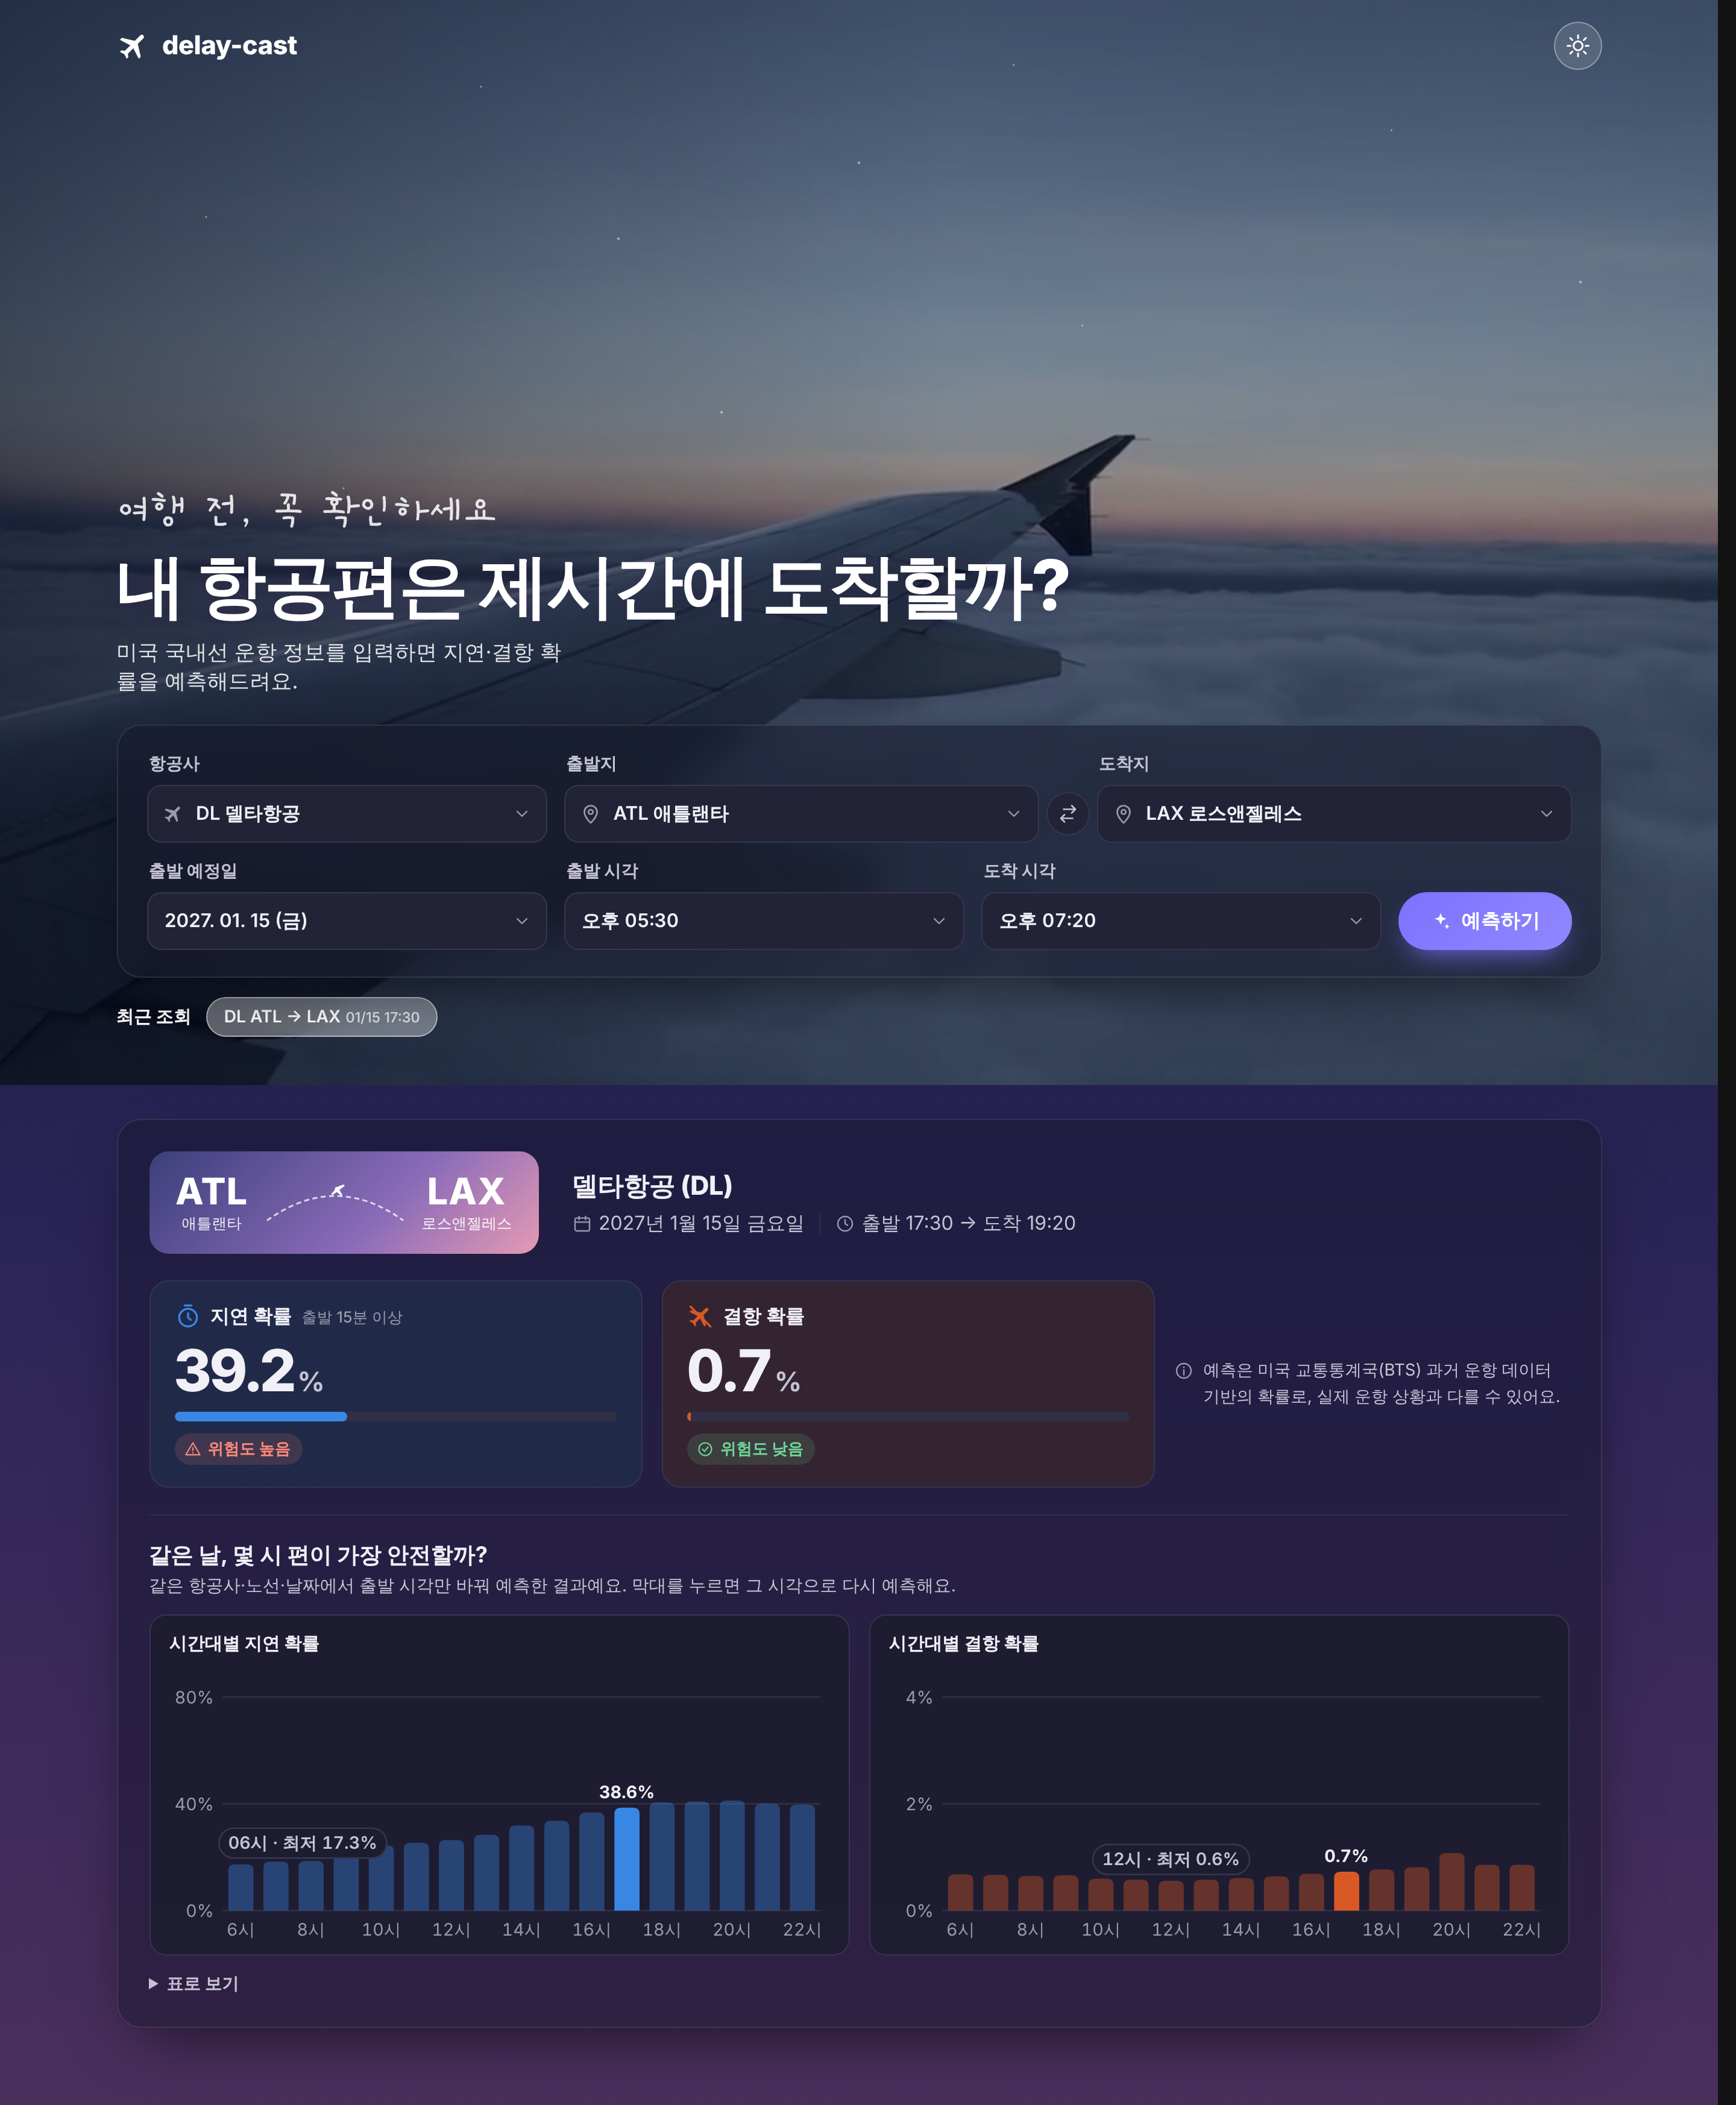 delay-cast
여행 전, 꼭 확인하세요
내 항공편은 제시간에 도착할까?
미국 국내선 운항 정보를 입력하면 지연·결항 확
률을 예측해드려요.
항공사 출발지 도착지
DL 델타항공 ATL 애틀랜타 LAX 로스앤젤레스
출발 예정일 출발 시각 도착 시각
2027. 01. 15 (금) 오후 05:30 오후 07:20 예측하기
최근 조회 DL ATL → LAX 01/15 17:30
ATL LAX
애틀랜타 로스앤젤레스
델타항공 (DL)
2027년 1월 15일 금요일 출발 17:30 → 도착 19:20
지연 확률 출발 15분 이상
39.2%
위험도 높음
결항 확률
0.7%
위험도 낮음
예측은 미국 교통통계국(BTS) 과거 운항 데이터
기반의 확률로, 실제 운항 상황과 다를 수 있어요.
같은 날, 몇 시 편이 가장 안전할까?
같은 항공사·노선·날짜에서 출발 시각만 바꿔 예측한 결과예요. 막대를 누르면 그 시각으로 다시 예측해요.
시간대별 지연 확률
80%
38.6%
40%
06시 · 최저 17.3%
0%
6시 8시 10시 12시 14시 16시 18시 20시 22시
시간대별 결항 확률
4%
2%
12시 · 최저 0.6% 0.7%
0%
6시 8시 10시 12시 14시 16시 18시 20시 22시
▶ 표로 보기